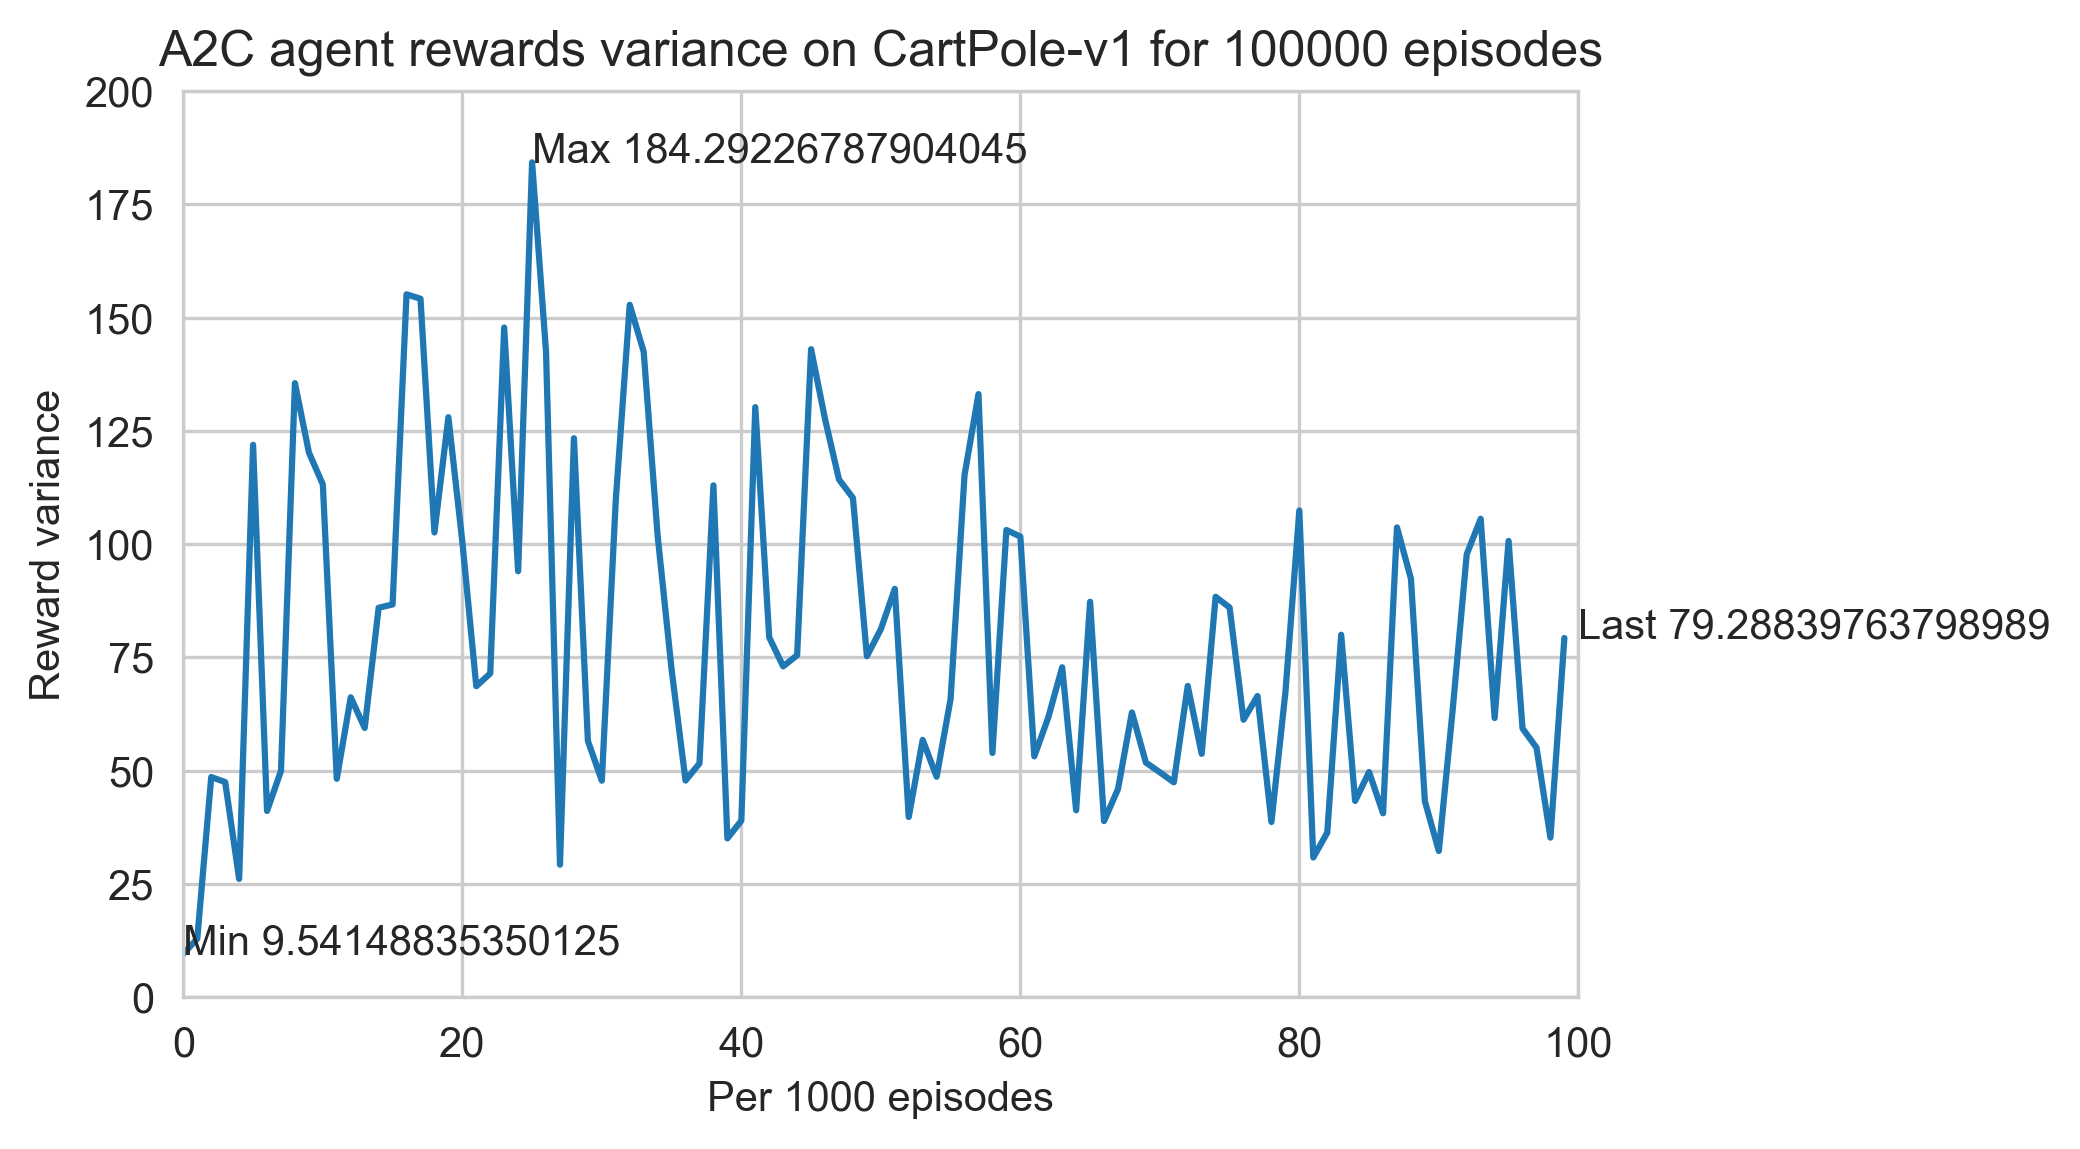 A2C agent rewards variance on CartPole-v1 for 100000 episodes
200
175
150
125
100
75
50
25
0
Reward variance
Max 184.29226787904045
Last 79.28839763798989
Min 9.54148835350125
0 20 40 60 80 100
Per 1000 episodes